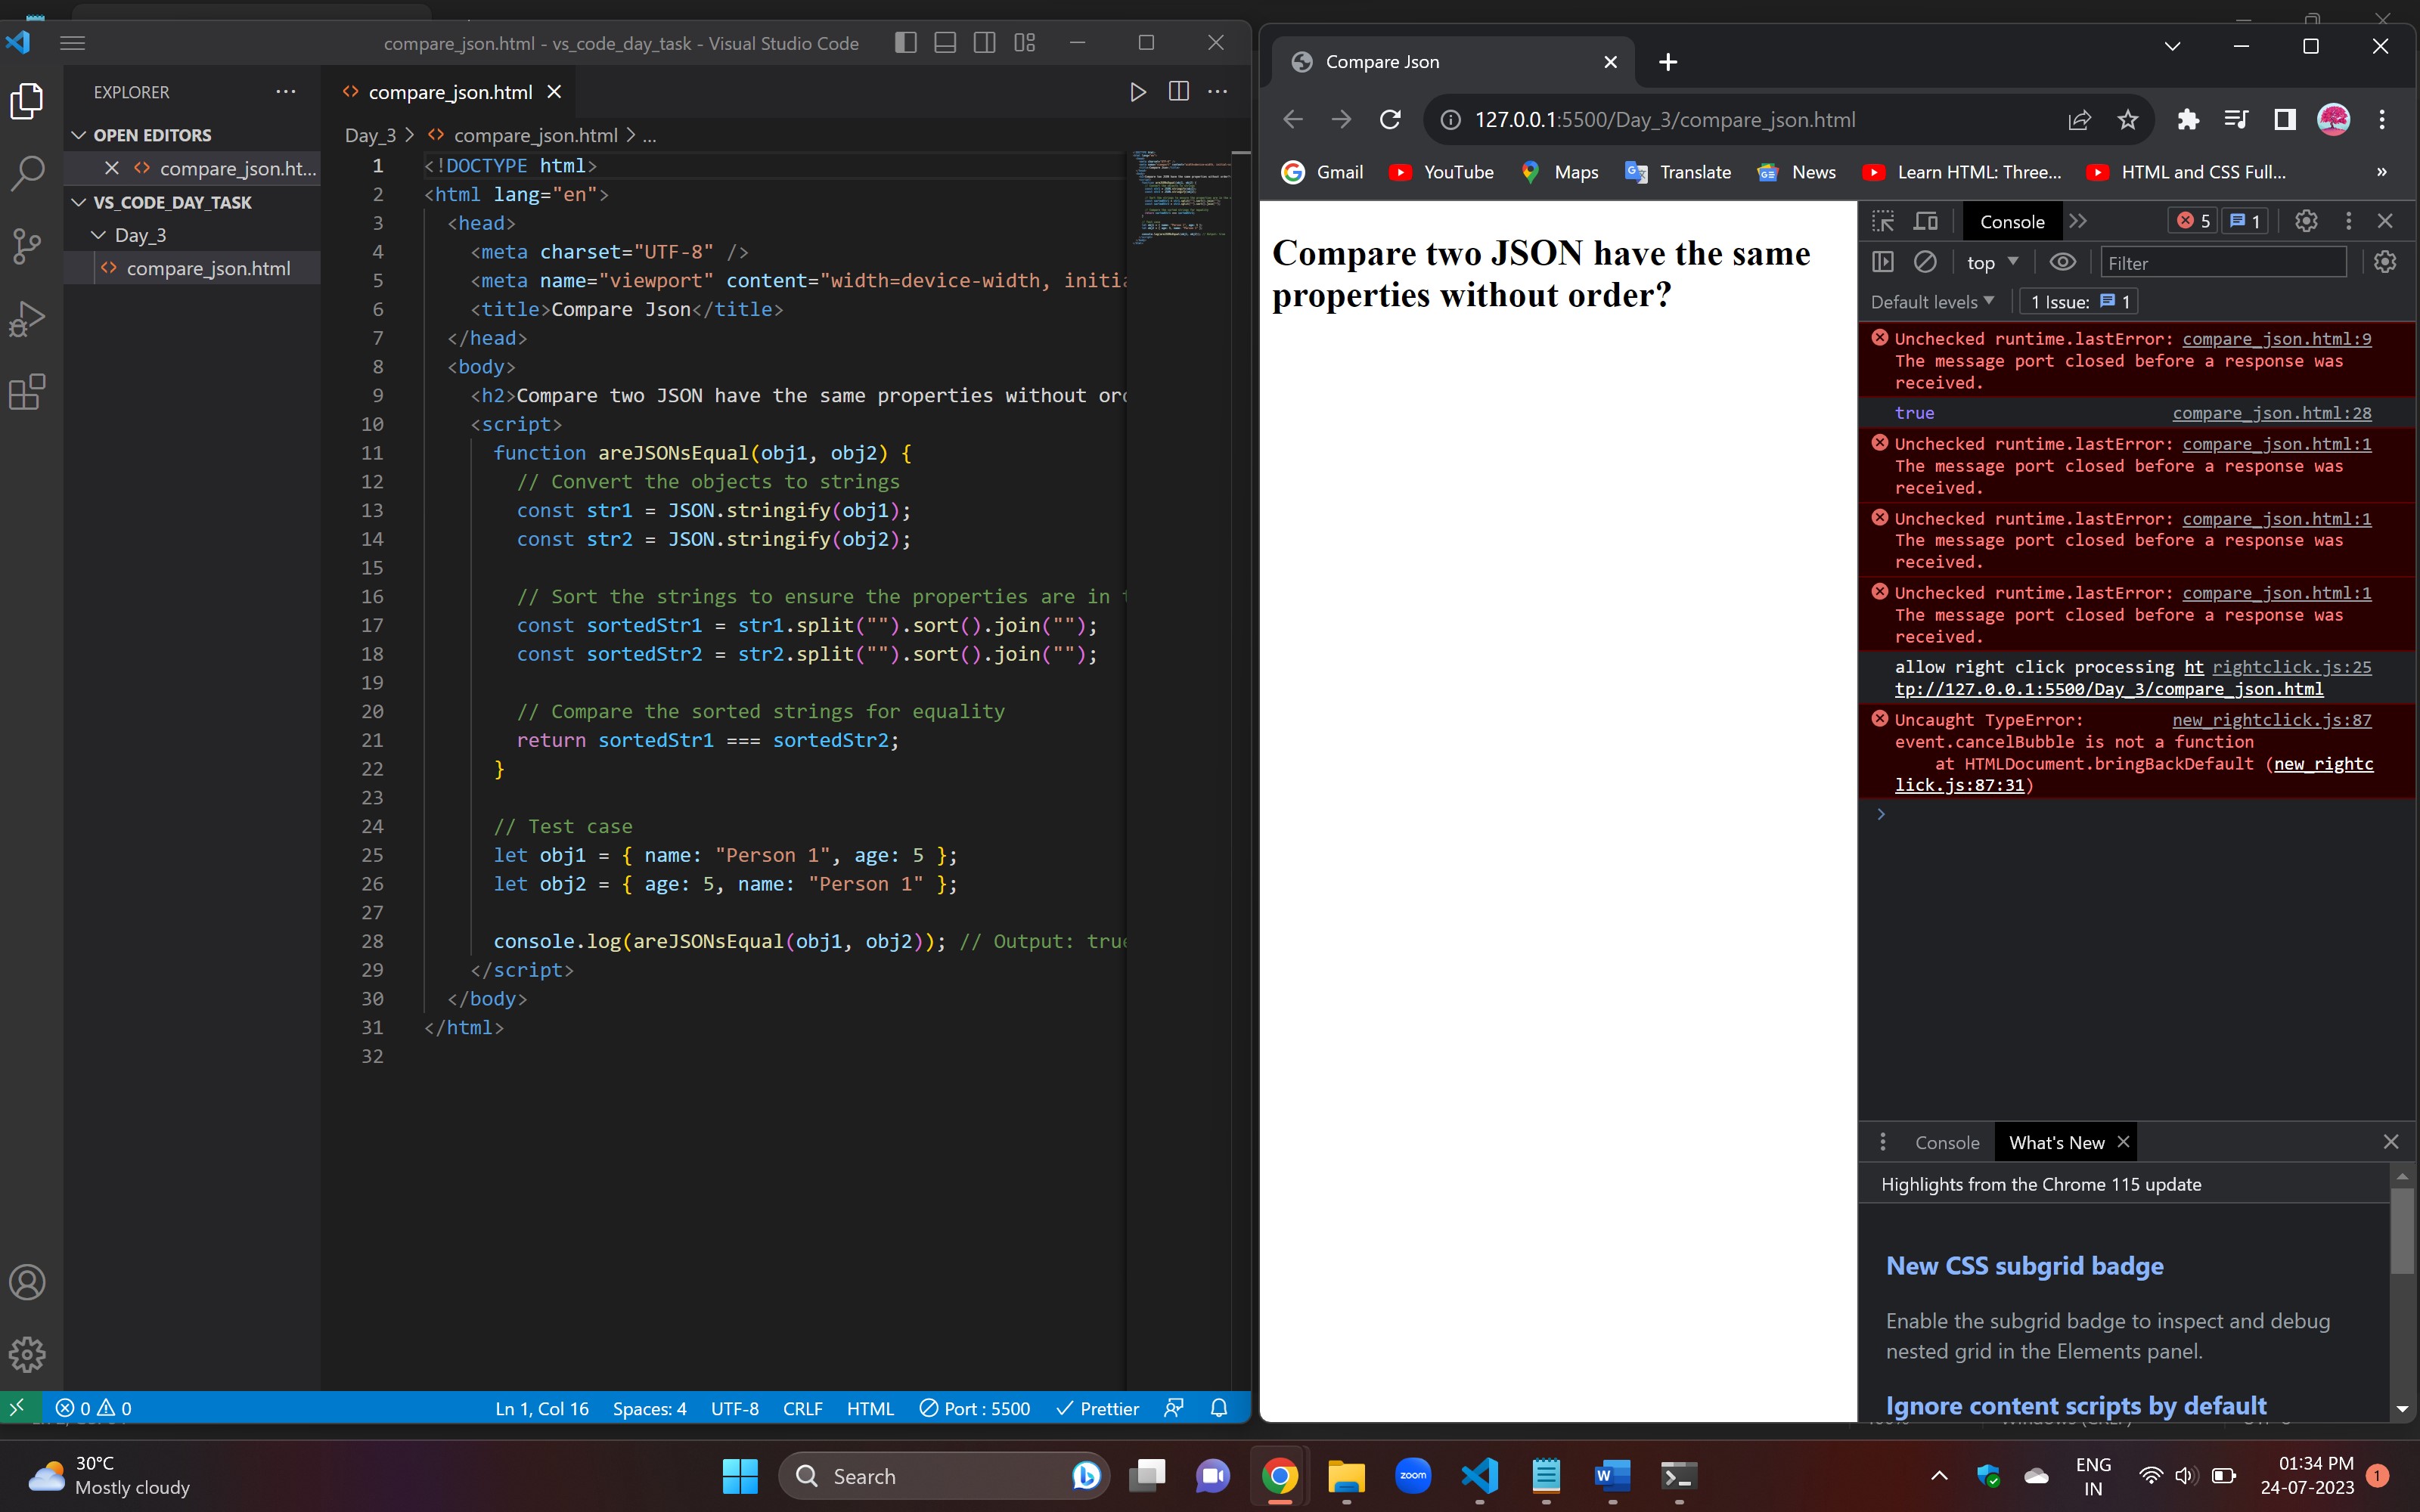 compare_json.html - vs_code_day_task - Visual Studio Code
EXPLORER
OPEN EDITORS
compare_json.ht...
VS_CODE_DAY_TASK
Day_3
compare_json.html
compare_json.html
Day_3 > compare_json.html > ...
1 <!DOCTYPE html>
2 <html lang="en">
3 <head>
4 <meta charset="UTF-8" />
5 <meta name="viewport" content="width=device-width, initia
6 <title>Compare Json</title>
7 </head>
8 <body>
9 <h2>Compare two JSON have the same properties without ord
10 <script>
11 function areJSONsEqual(obj1, obj2) {
12 // Convert the objects to strings
13 const str1 = JSON.stringify(obj1);
14 const str2 = JSON.stringify(obj2);
15
16 // Sort the strings to ensure the properties are in t
17 const sortedStr1 = str1.split("").sort().join("");
18 const sortedStr2 = str2.split("").sort().join("");
19
20 // Compare the sorted strings for equality
21 return sortedStr1 === sortedStr2;
22 }
23
24 // Test case
25 let obj1 = { name: "Person 1", age: 5 };
26 let obj2 = { age: 5, name: "Person 1" };
27
28 console.log(areJSONsEqual(obj1, obj2)); // Output: true
29 </script>
30 </body>
31 </html>
32
0 0
Ln 1, Col 16 Spaces: 4 UTF-8 CRLF HTML Port : 5500 Prettier
Compare Json
127.0.0.1:5500/Day_3/compare_json.html
Gmail YouTube Maps Translate News Learn HTML: Three... HTML and CSS Full... »
Compare two JSON have the same
properties without order?
Console 5 1
top Filter
Default levels 1 Issue: 1
Unchecked runtime.lastError: compare_json.html:9
The message port closed before a response was
received.
true compare_json.html:28
Unchecked runtime.lastError: compare_json.html:1
The message port closed before a response was
received.
Unchecked runtime.lastError: compare_json.html:1
The message port closed before a response was
received.
Unchecked runtime.lastError: compare_json.html:1
The message port closed before a response was
received.
allow right click processing ht rightclick.js:25
tp://127.0.0.1:5500/Day_3/compare_json.html
Uncaught TypeError: new_rightclick.js:87
event.cancelBubble is not a function
at HTMLDocument.bringBackDefault (new_rightc
lick.js:87:31)
Console What's New
Highlights from the Chrome 115 update
New CSS subgrid badge
Enable the subgrid badge to inspect and debug
nested grid in the Elements panel.
Ignore content scripts by default
30°C
Mostly cloudy
Search
zoom
ENG
IN
01:34 PM
24-07-2023
1